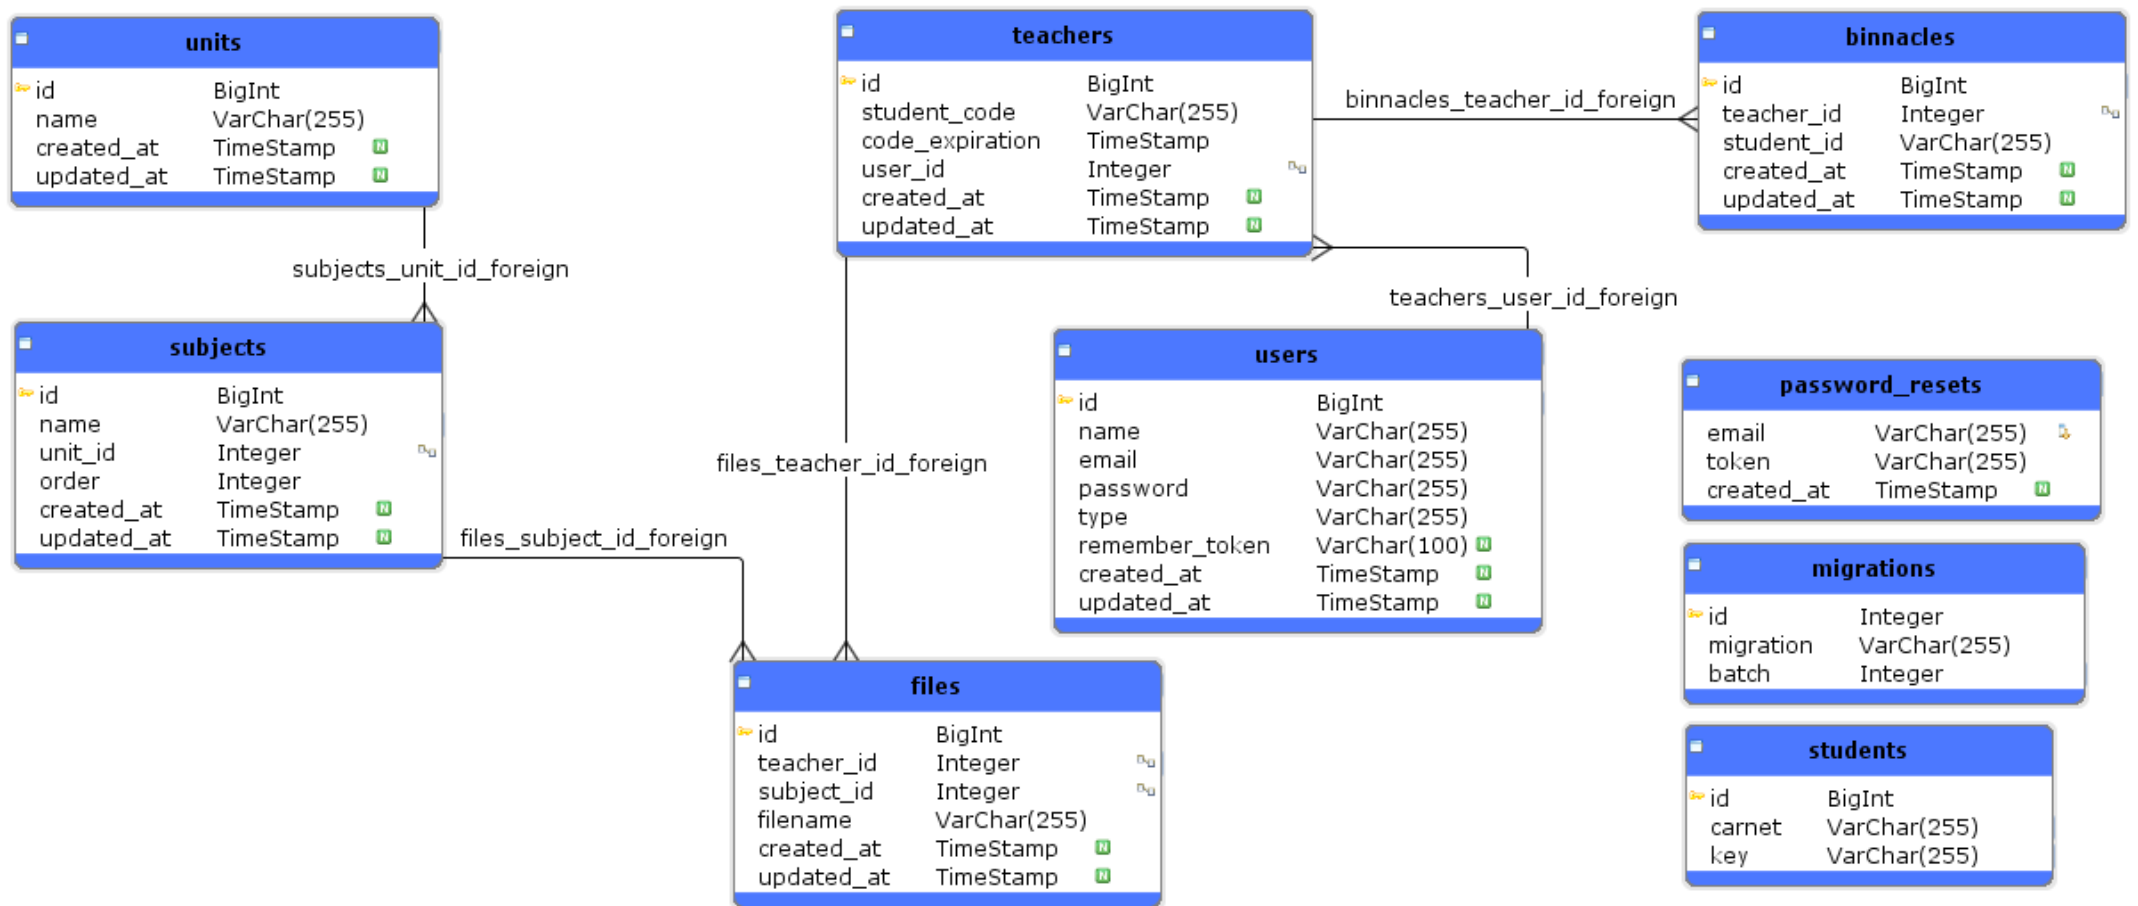 units
id BigInt
name VarChar(255)
created_at TimeStamp N
updated_at TimeStamp N
subjects_unit_id_foreign
subjects
id BigInt
name VarChar(255)
unit_id Integer
order Integer
created_at TimeStamp N
updated_at TimeStamp N
files_subject_id_foreign
teachers
id BigInt
student_code VarChar(255)
code_expiration TimeStamp
user_id Integer
created_at TimeStamp N
updated_at TimeStamp N
binnacles_teacher_id_foreign
binnacles
id BigInt
teacher_id Integer
student_id VarChar(255)
created_at TimeStamp N
updated_at TimeStamp N
teachers_user_id_foreign
files_teacher_id_foreign
users
id BigInt
name VarChar(255)
email VarChar(255)
password VarChar(255)
type VarChar(255)
remember_token VarChar(100) N
created_at TimeStamp N
updated_at TimeStamp N
files
id BigInt
teacher_id Integer
subject_id Integer
filename VarChar(255)
created_at TimeStamp N
updated_at TimeStamp N
password_resets
email VarChar(255)
token VarChar(255)
created_at TimeStamp N
migrations
id Integer
migration VarChar(255)
batch Integer
students
id BigInt
carnet VarChar(255)
key VarChar(255)